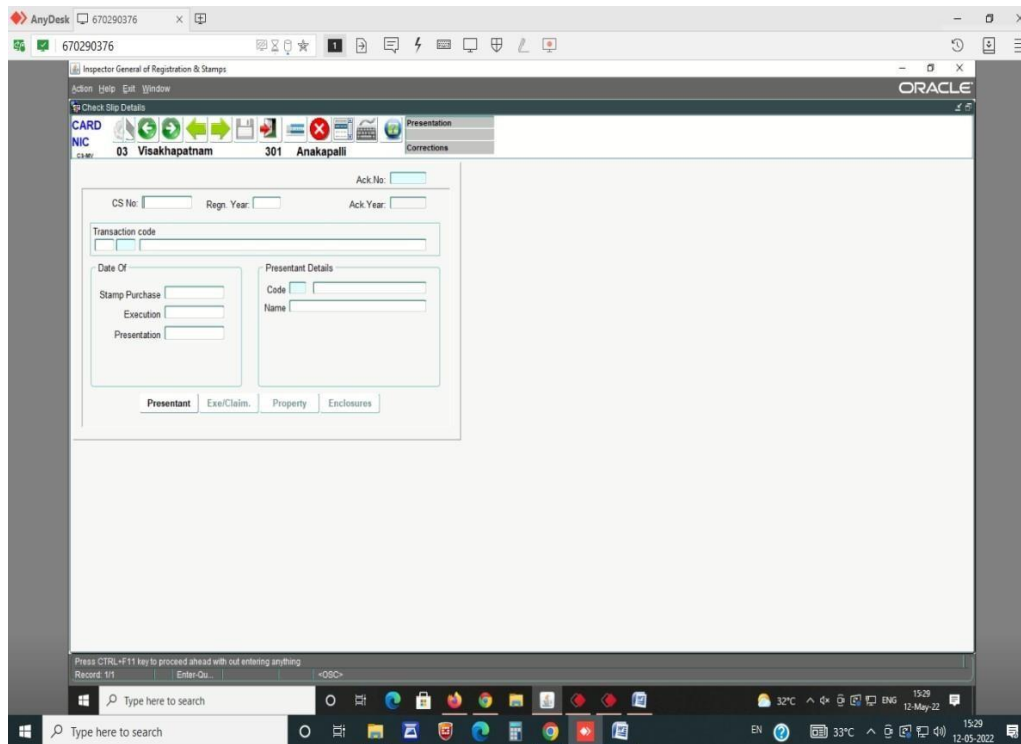 AnyDesk 670290376
670290376 1
Inspector General of Registration & Stamps
Action Help Exit Window ORACLE
Check Slip Details
CARD
NIC
03 Visakhapatnam 301 Anakapalli
Presentation
Corrections
Ack.No:
CS No: Regn. Year: Ack.Year:
Transaction code
Date Of
Stamp Purchase
Execution
Presentation
Presentant Details
Code
Name
Presentant Exe/Claim. Property Enclosures
Press CTRL+F11 key to proceed ahead with out entering anything
Record: 1/1 Enter-Qu... <OSC>
Type here to search 32°C ENG 15:29
12-May-22
Type here to search EN 33°C ENG 15:29
12-05-2022